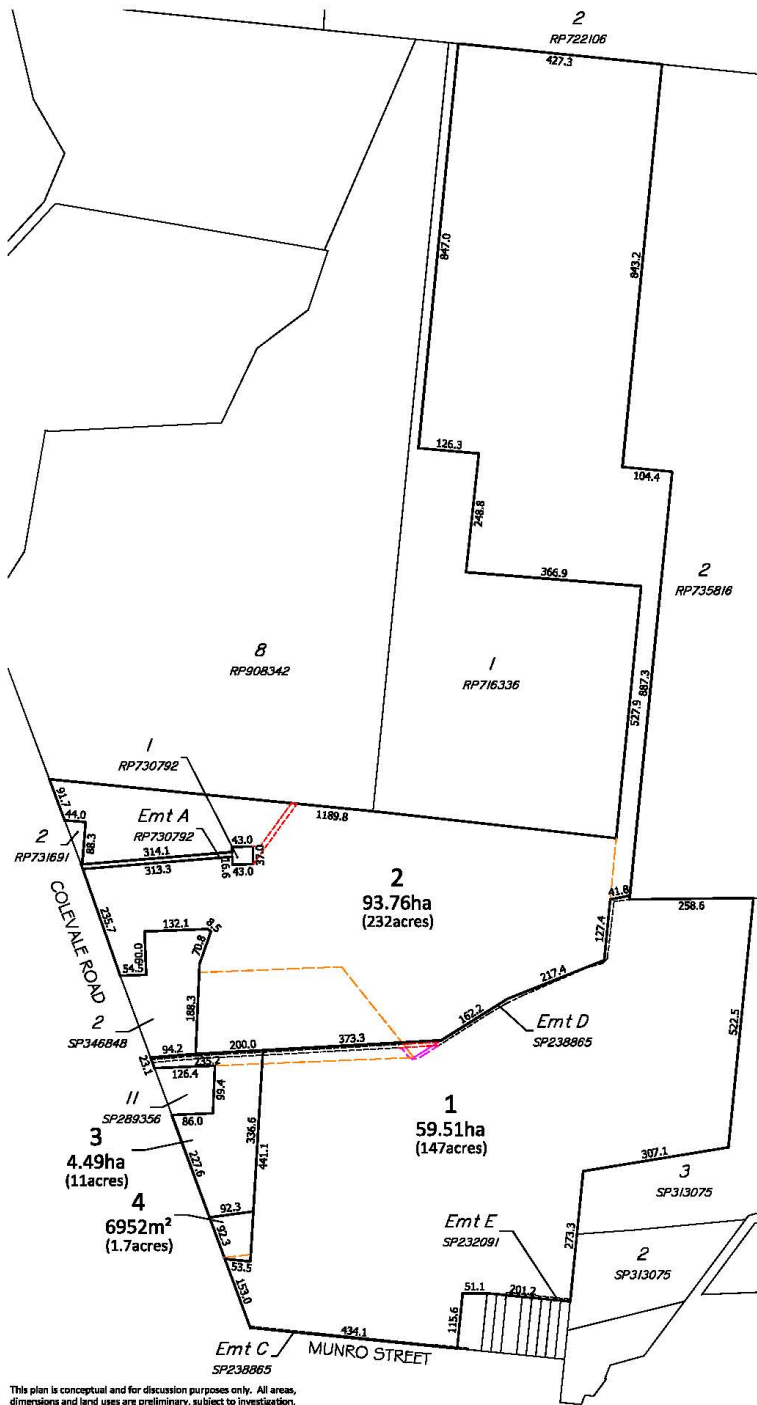 2
RP722106
427.3
847.0
843.2
126.3
104.4
248.8
366.9
2
RP735816
8
RP908342
1
RP716336
887.3
527.9
1
RP730792
91.7
44.0
Emt A
RP730792
1189.8
2
RP731691
88.3
314.1
313.3
16.6
43.0
37.0
43.0
2
93.76ha
(232acres)
41.8
258.6
COLEVALE ROAD
235.7
132.1
8.5
70.8
90.0
54.5
127.4
217.4
162.2
Emt D
SP238865
522.5
188.3
2
SP346848
94.2
200.0
373.3
23.1
235.2
126.4
99.4
11
SP289356
86.0
1
59.51ha
(147acres)
3
4.49ha
(11acres)
336.6
441.1
227.6
307.1
3
SP313075
4
6952m²
(1.7acres)
92.3
92.3
Emt E
SP232091
273.3
2
SP313075
53.5
153.0
51.1
201.2
115.6
434.1
Emt C
SP238865
MUNRO STREET
This plan is conceptual and for discussion purposes only. All areas,
dimensions and land uses are preliminary, subject to investigation,